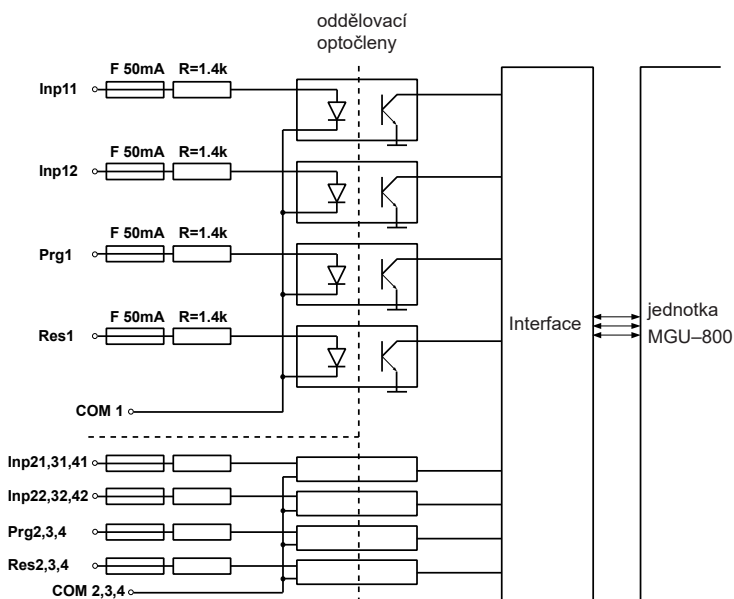 oddělovací
optočleny
F 50mA R=1.4k
Inp11
F 50mA R=1.4k
Inp12
F 50mA R=1.4k
Prg1
F 50mA R=1.4k
Res1
COM 1
Interface
jednotka
MGU–800
Inp21,31,41
Inp22,32,42
Prg2,3,4
Res2,3,4
COM 2,3,4